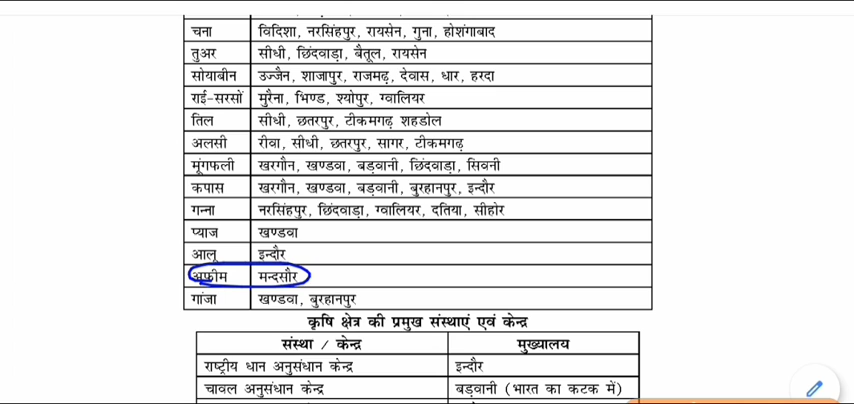 चना विदिशा, नरसिंहपुर, रायसेन, गुना, होशंगाबाद
तुअर सीधी, छिंदवाड़ा, बैतूल, रायसेन
सोयाबीन उज्जैन, शाजापुर, राजगढ़, देवास, धार, हरदा
राई-सरसों मुरैना, भिण्ड, श्योपुर, ग्वालियर
तिल सीधी, छतरपुर, टीकमगढ़ शहडोल
अलसी रीवा, सीधी, छतरपुर, सागर, टीकमगढ़
मूंगफली खरगौन, खण्डवा, बड़वानी, छिंदवाड़ा, सिवनी
कपास खरगौन, खण्डवा, बड़वानी, बुरहानपुर, इन्दौर
गन्ना नरसिंहपुर, छिंदवाड़ा, ग्वालियर, दतिया, सीहोर
प्याज खण्डवा
आलू इन्दौर
अफीम मन्दसौर
गांजा खण्डवा, बुरहानपुर
कृषि क्षेत्र की प्रमुख संस्थाएं एवं केन्द्र
संस्था / केन्द्र मुख्यालय
राष्ट्रीय धान अनुसंधान केन्द्र इन्दौर
चावल अनुसंधान केन्द्र बड़वानी (भारत का कटक में)